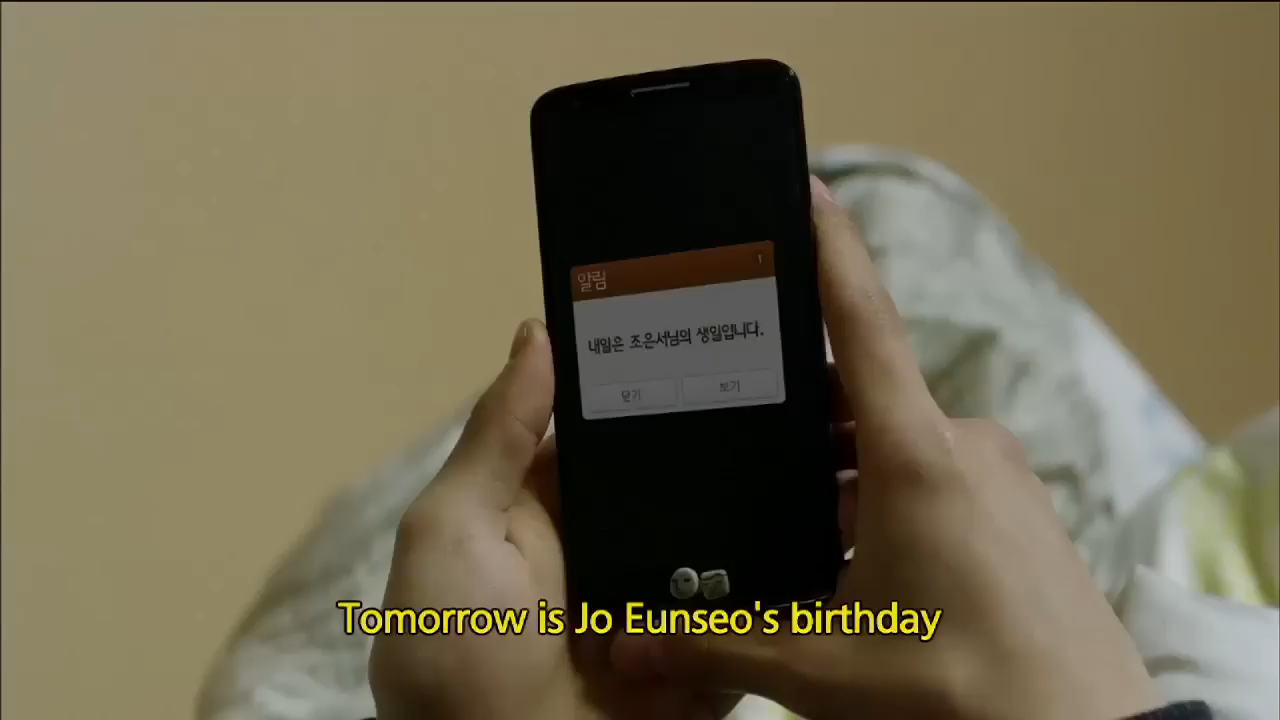 알림 1
내일은 조은서님의 생일입니다.
닫기 보기
Tomorrow is Jo Eunseo's birthday